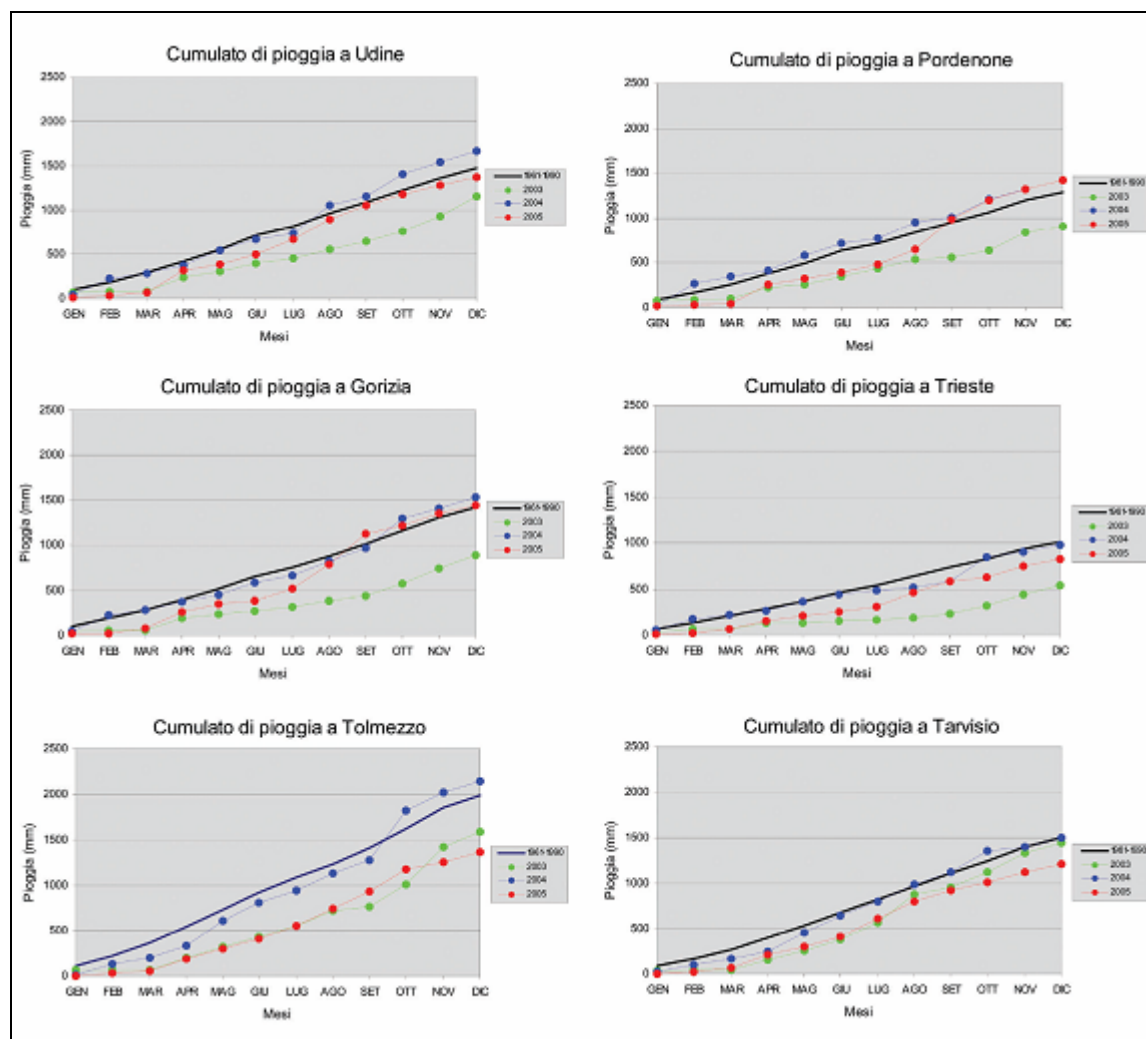 Cumulato di pioggia a Udine
2500
2000
1500
1000
500
0
Pioggia (mm)
GEN FEB MAR APR MAG GIU LUG AGO SET OTT NOV DIC
Mesi
1961-1990
2003
2004
2005
Cumulato di pioggia a Pordenone
2500
2000
1500
1000
500
0
Pioggia (mm)
GEN FEB MAR APR MAG GIU LUG AGO SET OTT NOV DIC
Mesi
1961-1990
2003
2004
2005
Cumulato di pioggia a Gorizia
2500
2000
1500
1000
500
0
Pioggia (mm)
GEN FEB MAR APR MAG GIU LUG AGO SET OTT NOV DIC
Mesi
1961-1990
2003
2004
2005
Cumulato di pioggia a Trieste
2500
2000
1500
1000
500
0
Pioggia (mm)
GEN FEB MAR APR MAG GIU LUG AGO SET OTT NOV DIC
Mesi
1961-1990
2003
2004
2005
Cumulato di pioggia a Tolmezzo
2500
2000
1500
1000
500
0
Pioggia (mm)
GEN FEB MAR APR MAG GIU LUG AGO SET OTT NOV DIC
Mesi
1961-1990
2003
2004
2005
Cumulato di pioggia a Tarvisio
2500
2000
1500
1000
500
0
Pioggia (mm)
GEN FEB MAR APR MAG GIU LUG AGO SET OTT NOV DIC
Mesi
1961-1990
2003
2004
2005